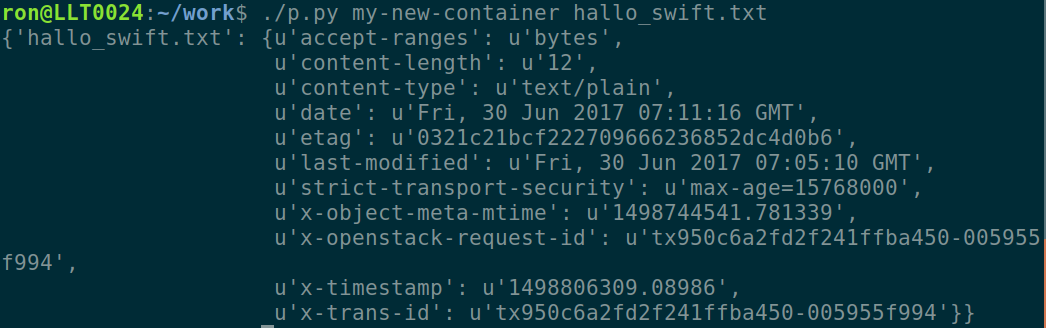 ron@LLT0024:~/work$ ./p.py my-new-container hallo_swift.txt
{'hallo_swift.txt': {u'accept-ranges': u'bytes',
u'content-length': u'12',
u'content-type': u'text/plain',
u'date': u'Fri, 30 Jun 2017 07:11:16 GMT',
u'etag': u'0321c21bcf2227096662368​52dc4d0b6',
u'last-modified': u'Fri, 30 Jun 2017 07:05:10 GMT',
u'strict-transport-security': u'max-age=15768000',
u'x-object-meta-mtime': u'1498744541.781339',
u'x-openstack-request-id': u'tx950c6a2fd2f241ffba450-005955
f994',
u'x-timestamp': u'1498806309.08986',
u'x-trans-id': u'tx950c6a2fd2f241ffba450-005955f994'}}